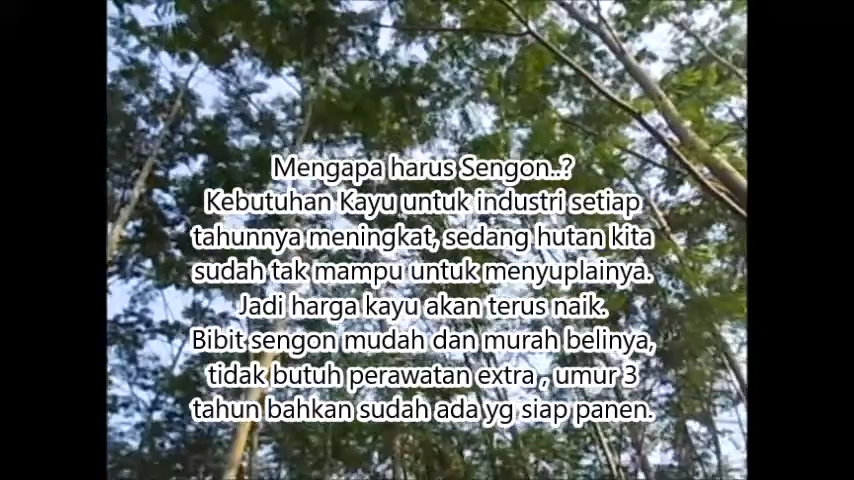 Mengapa harus Sengon..?
Kebutuhan Kayu untuk industri setiap
tahunnya meningkat, sedang hutan kita
sudah tak mampu untuk menyuplainya.
Jadi harga kayu akan terus naik.
Bibit sengon mudah dan murah belinya,
tidak butuh perawatan extra , umur 3
tahun bahkan sudah ada yg siap panen.